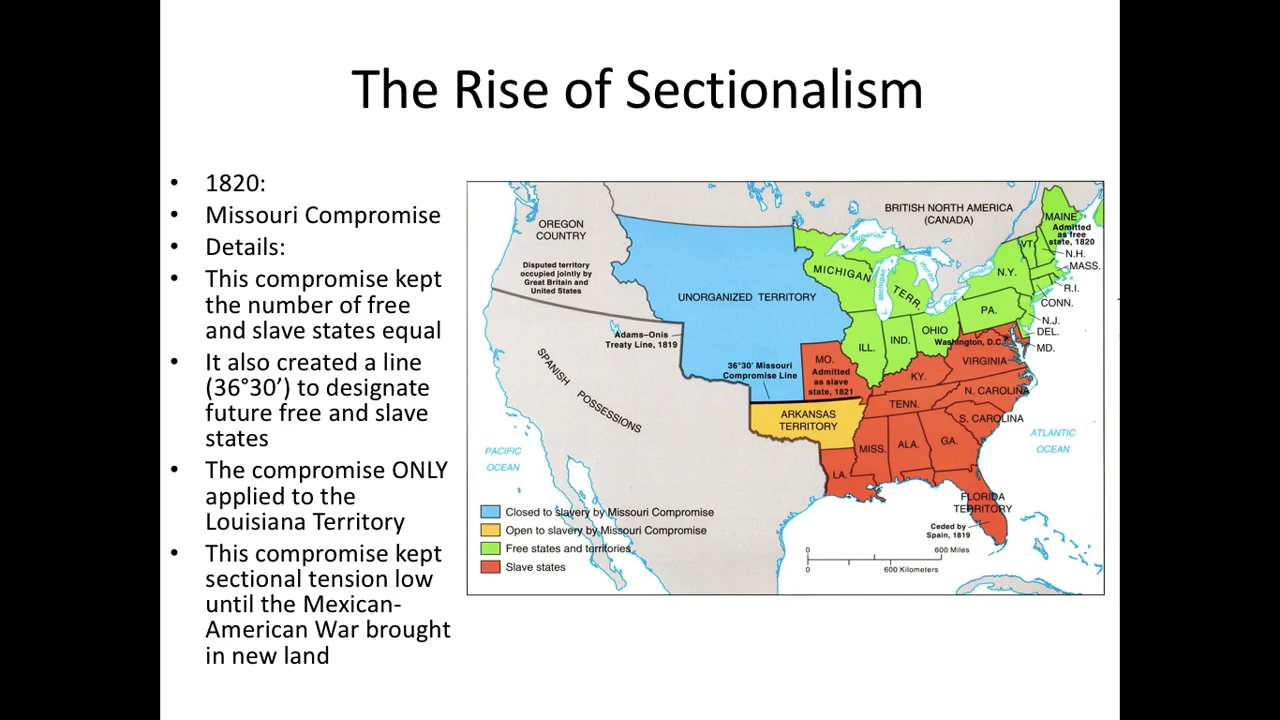 The Rise of Sectionalism
• 1820:
• Missouri Compromise
• Details:
• This compromise kept
the number of free
and slave states equal
• It also created a line
(36°30’) to designate
future free and slave
states
• The compromise ONLY
applied to the
Louisiana Territory
• This compromise kept
sectional tension low
until the Mexican-
American War brought
in new land
BRITISH NORTH AMERICA
(CANADA)
OREGON
COUNTRY
Disputed territory
occupied jointly by
Great Britain and
United States
UNORGANIZED TERRITORY
Adams–Onis
Treaty Line, 1819
36°30' Missouri
Compromise Line
SPANISH POSSESSIONS
PACIFIC
OCEAN
L. Superior
L. Michigan
L. Huron
L. Erie
L. Ontario
MICHIGAN
TERR.
MAINE
Admitted
as free
state, 1820
VT.
N.H.
MASS.
N.Y.
R.I.
CONN.
PA.
N.J.
DEL.
MD.
OHIO
IND.
ILL.
Washington, D.C.
VIRGINIA
MO.
Admitted
as slave
state, 1821
KY.
N. CAROLINA
TENN.
S. CAROLINA
ARKANSAS
TERRITORY
MISS.
ALA.
GA.
LA.
ATLANTIC
OCEAN
FLORIDA
TERRITORY
Ceded by
Spain, 1819
Closed to slavery by Missouri Compromise
Open to slavery by Missouri Compromise
Free states and territories
Slave states
0 600 Miles
0 600 Kilometers